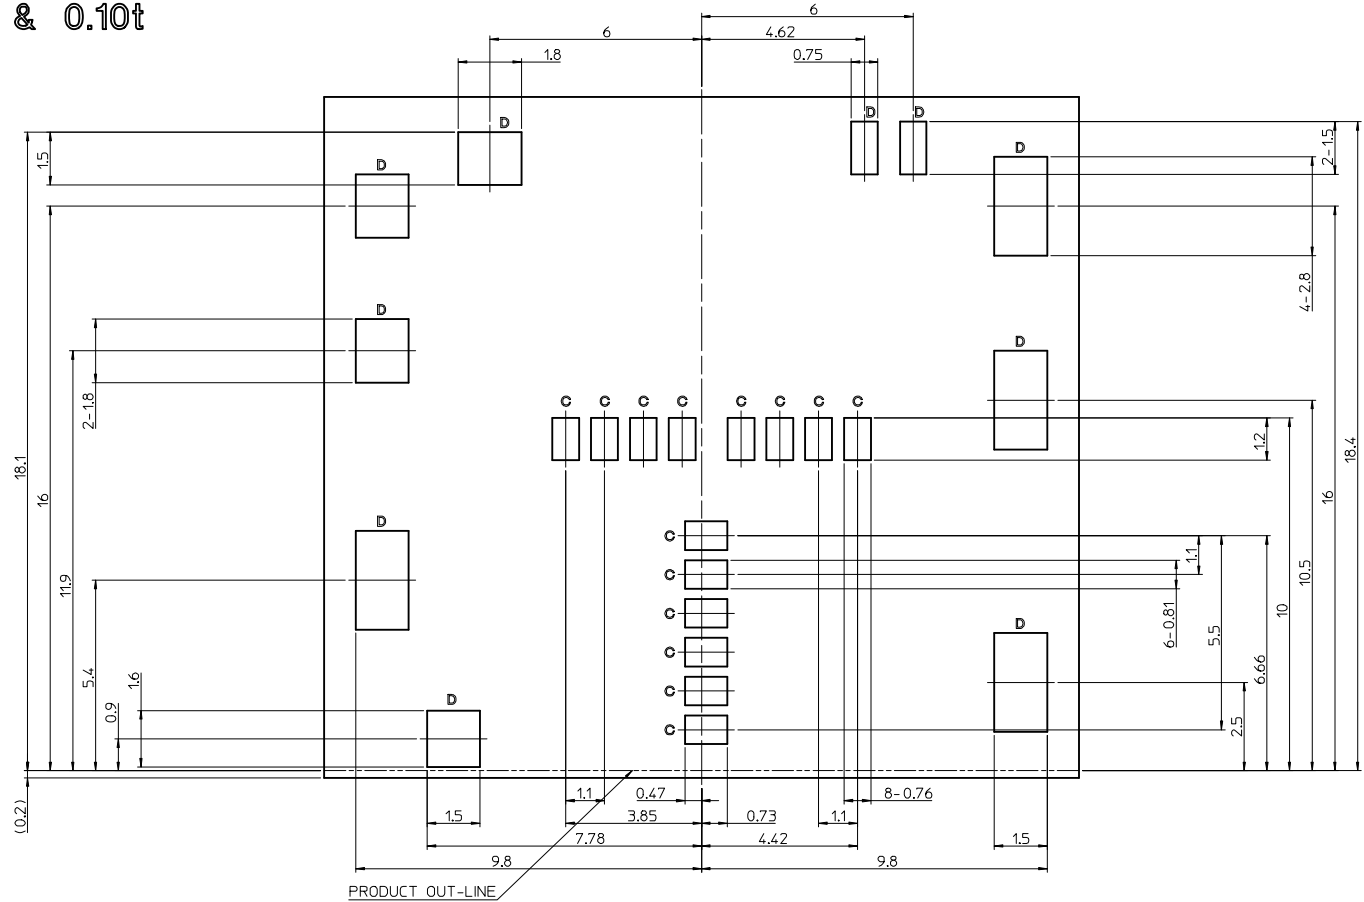 & 0.10t
6
6
4.62
1.8
0.75
D
D
D
1.5
D
D
2-1.5
4-2.8
D
D
2-1.8
C
C
C
C
C
C
C
C
1.2
18.1
16
11.9
18.4
16
10.5
10
D
C
C
C
C
C
C
1.1
6-0.81
5.5
6.66
D
2.5
5.4
1.6
0.9
D
(0.2)
1.1
0.47
8-0.76
1.5
3.85
0.73
1.1
7.78
4.42
1.5
9.8
9.8
PRODUCT OUT-LINE